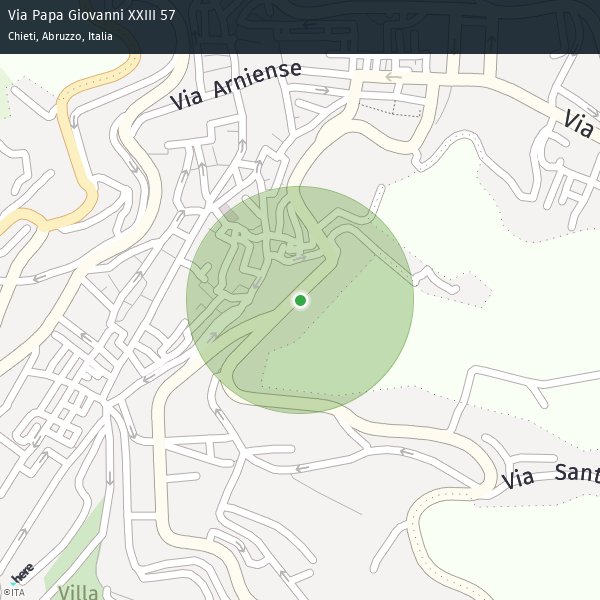 Via Papa Giovanni XXIII 57
Chieti, Abruzzo, Italia
Via Arniense
Via
Via Sant
Villa
here
©ITA